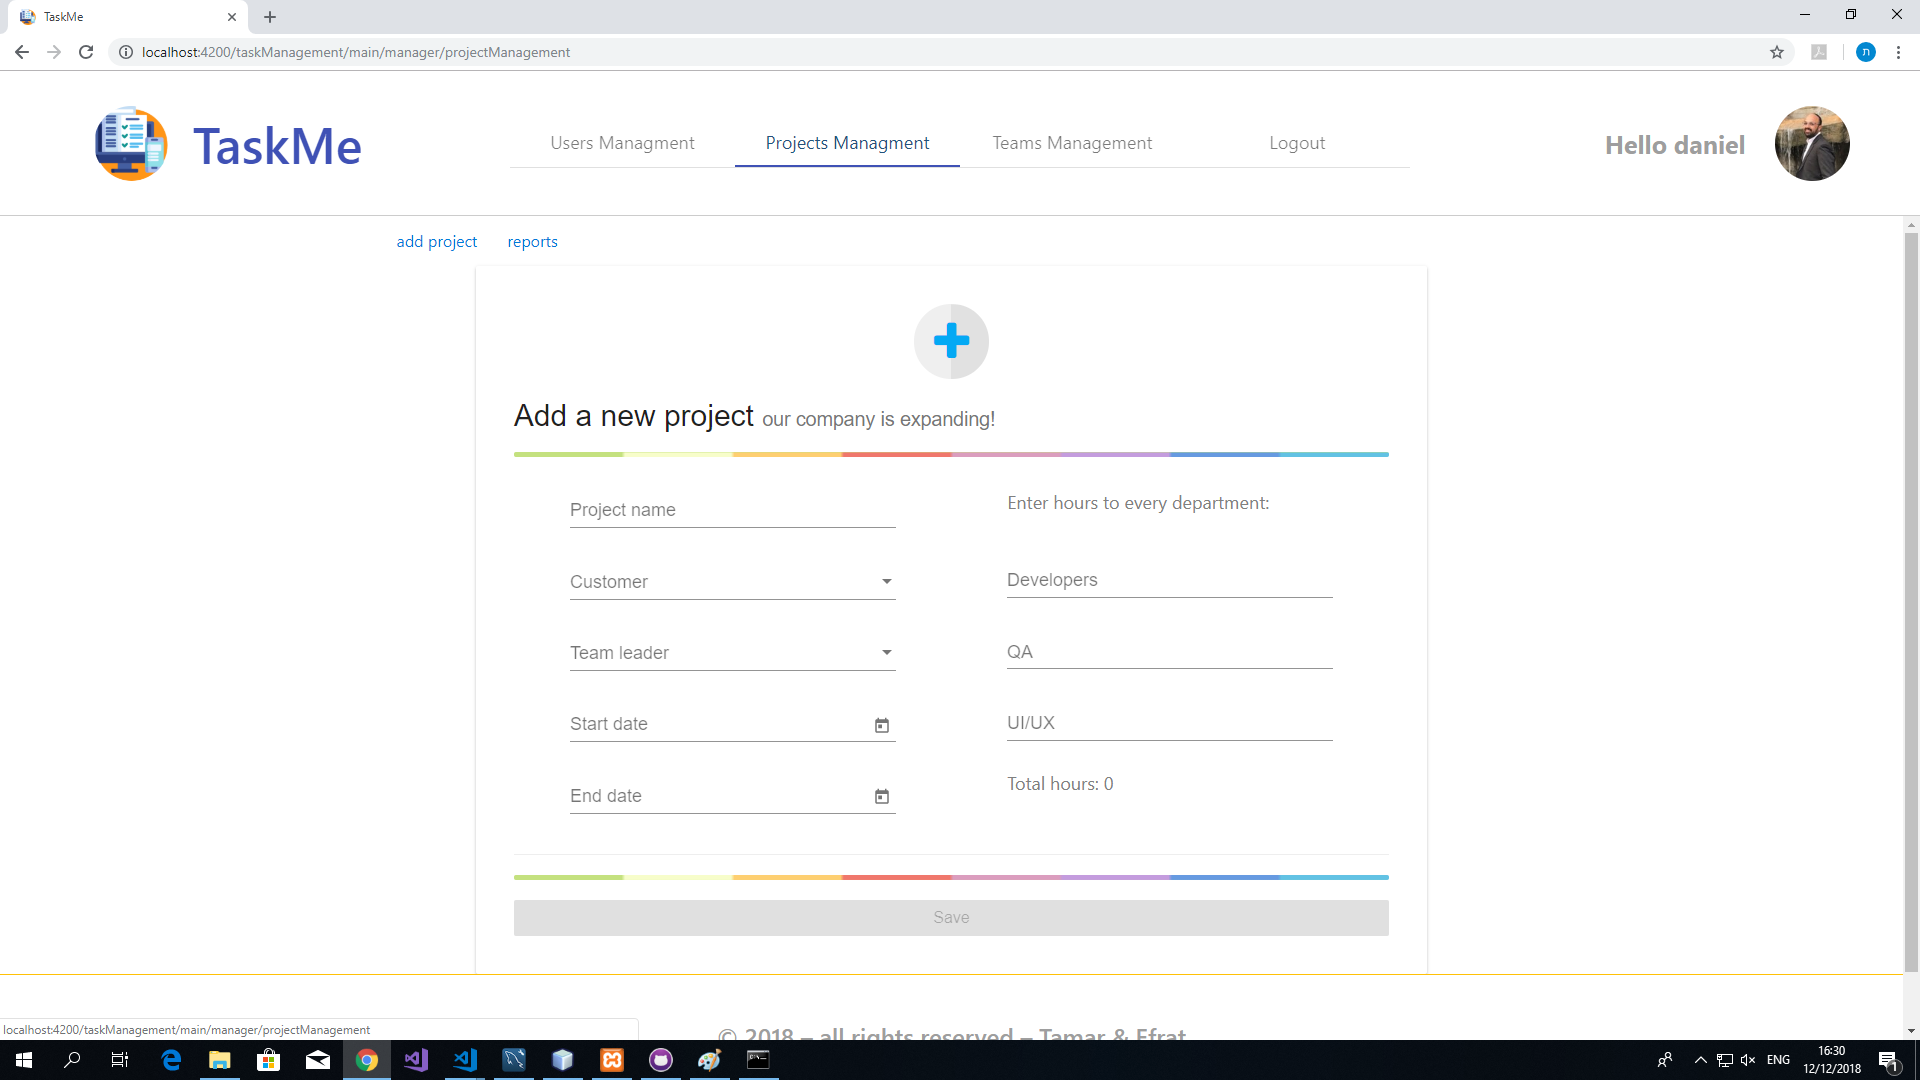 TaskMe
localhost:4200/taskManagement/main/manager/projectManagement
ת
TaskMe
Users Managment
Projects Managment
Teams Management
Logout
Hello daniel
add project
reports
Add a new project our company is expanding!
Project name
Enter hours to every department:
Customer
Developers
Team leader
QA
Start date
UI/UX
End date
Total hours: 0
Save
© 2018 – all rights reserved – Tamar & Efrat
localhost:4200/taskManagement/main/manager/projectManagement
ENG
16:30
12/12/2018
1